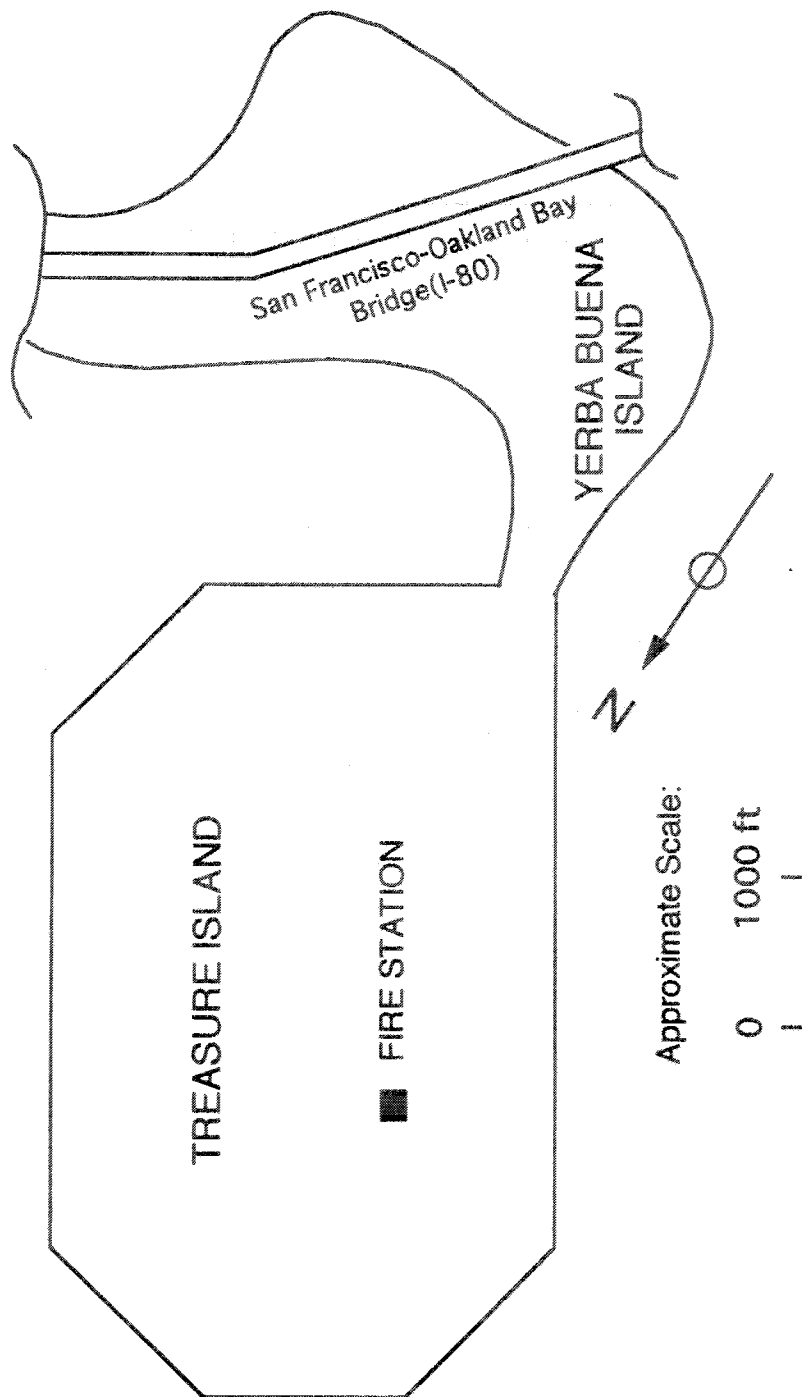 San Francisco-Oakland Bay
Bridge(I-80)
YERBA BUENA
ISLAND
TREASURE ISLAND
FIRE STATION
N
Approximate Scale:
0 1000 ft